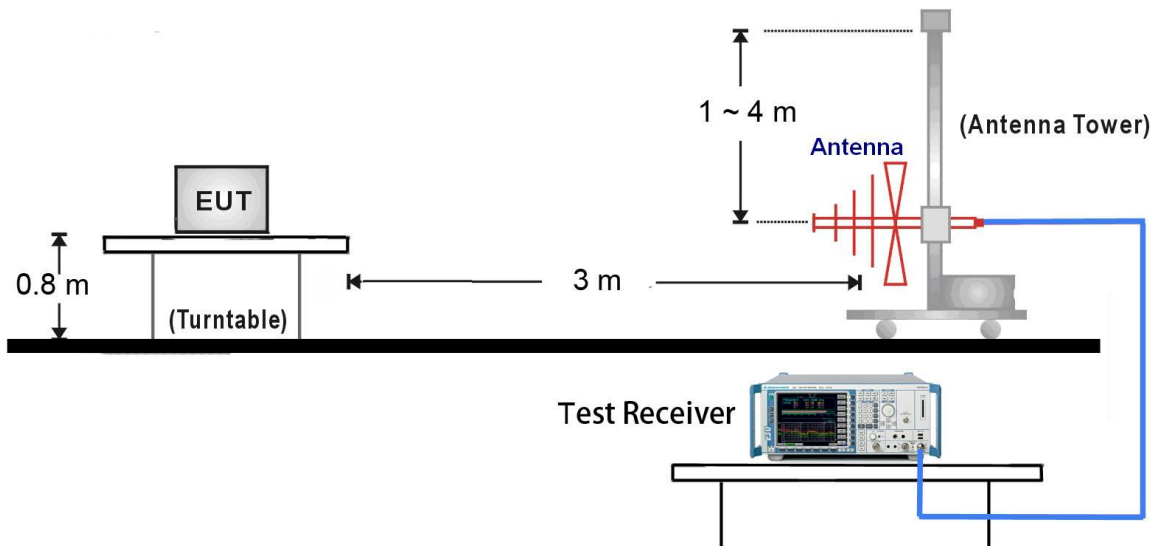 1 ~ 4 m
(Antenna Tower)
Antenna
EUT
0.8 m
3 m
(Turntable)
Test Receiver